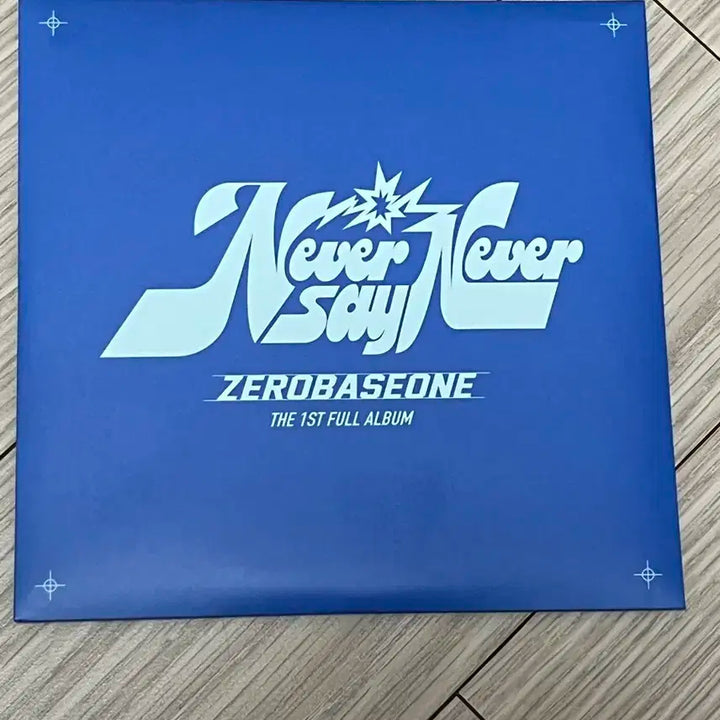 Never Never
say
ZEROBASEONE
THE 1ST FULL ALBUM